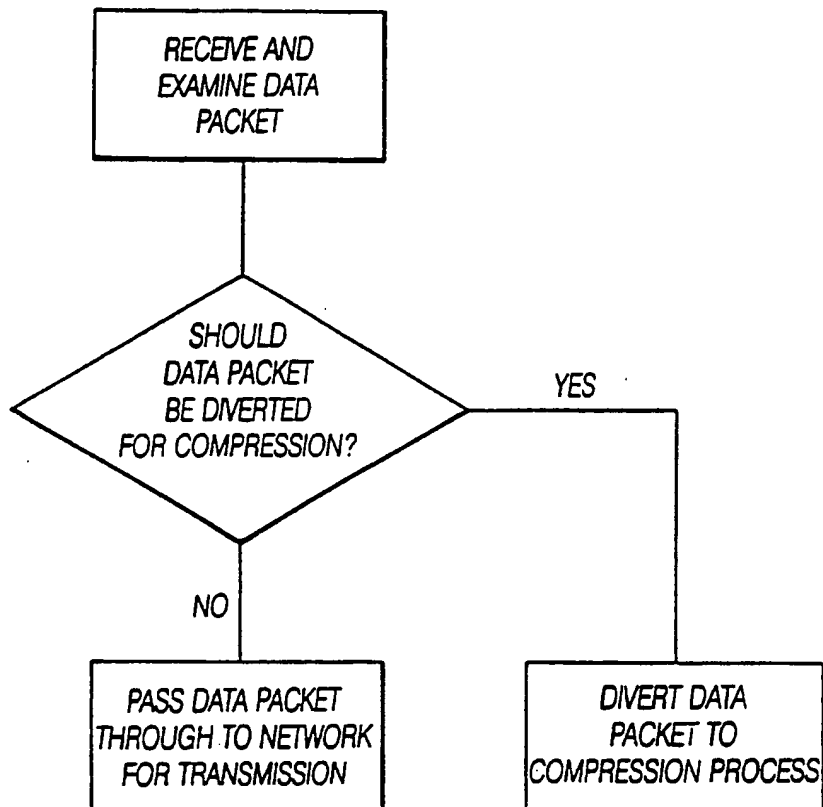 RECEIVE AND
EXAMINE DATA
PACKET
SHOULD
DATA PACKET
BE DIVERTED
FOR COMPRESSION?
YES
NO
PASS DATA PACKET
THROUGH TO NETWORK
FOR TRANSMISSION
DIVERT DATA
PACKET TO
COMPRESSION PROCESS